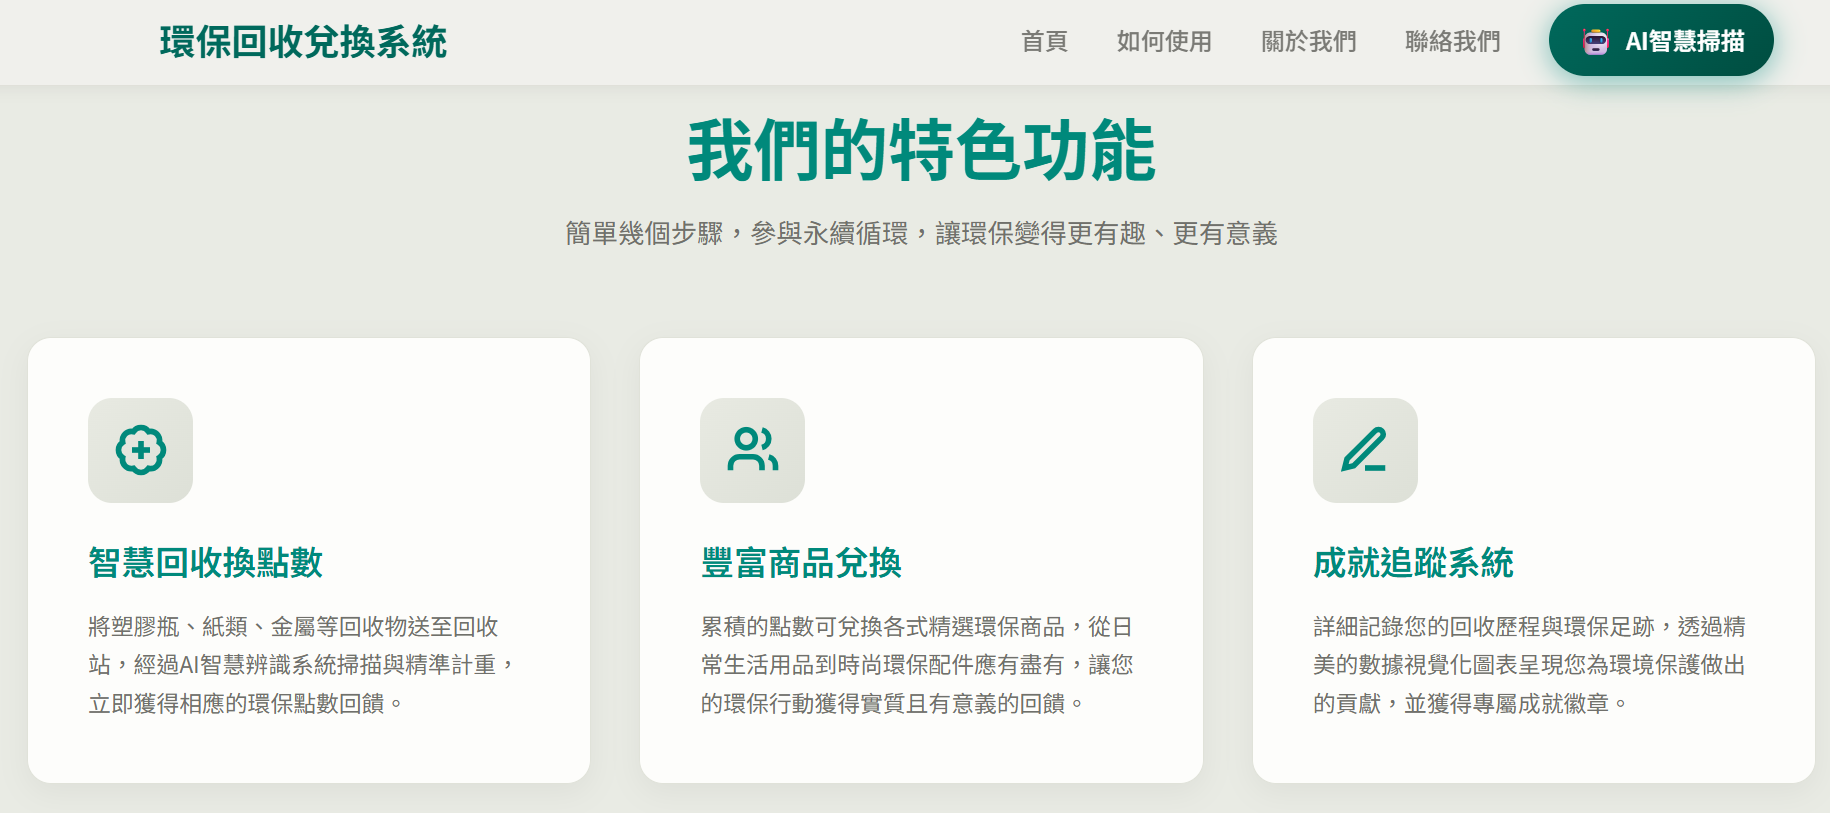 環保回收兌換系統
首頁
如何使用
關於我們
聯絡我們
AI智慧掃描
我們的特色功能
簡單幾個步驟，參與永續循環，讓環保變得更有趣、更有意義
智慧回收換點數
將塑膠瓶、紙類、金屬等回收物送至回收
站，經過AI智慧辨識系統掃描與精準計重，
立即獲得相應的環保點數回饋。
豐富商品兌換
累積的點數可兌換各式精選環保商品，從日
常生活用品到時尚環保配件應有盡有，讓您
的環保行動獲得實質且有意義的回饋。
成就追蹤系統
詳細記錄您的回收歷程與環保足跡，透過精
美的數據視覺化圖表呈現您為環境保護做出
的貢獻，並獲得專屬成就徽章。